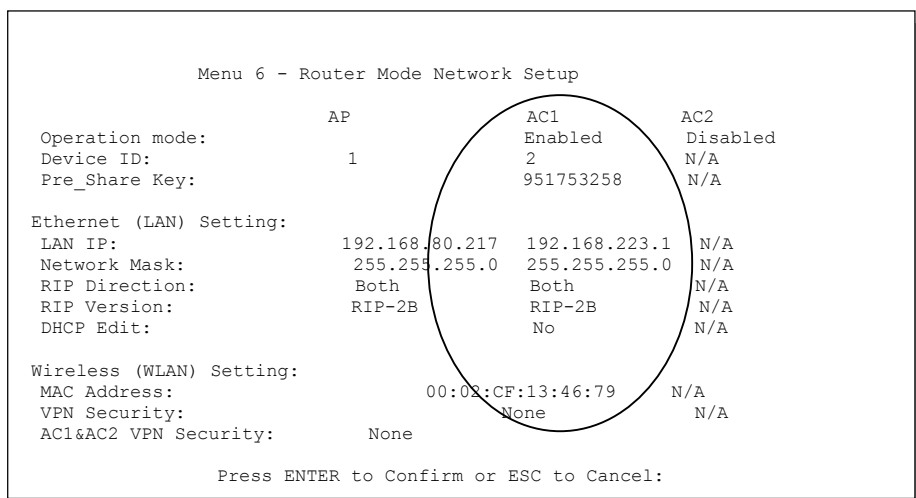 Menu 6 - Router Mode Network Setup
AP AC1 AC2
Operation mode: Enabled Disabled
Device ID: 1 2 N/A
Pre_Share Key: 951753258 N/A
Ethernet (LAN) Setting:
LAN IP: 192.168.80.217 192.168.223.1 N/A
Network Mask: 255.255.255.0 255.255.255.0 N/A
RIP Direction: Both Both N/A
RIP Version: RIP-2B RIP-2B N/A
DHCP Edit: No N/A
Wireless (WLAN) Setting:
MAC Address: 00:02:CF:13:46:79 N/A
VPN Security: None N/A
AC1&AC2 VPN Security: None
Press ENTER to Confirm or ESC to Cancel: